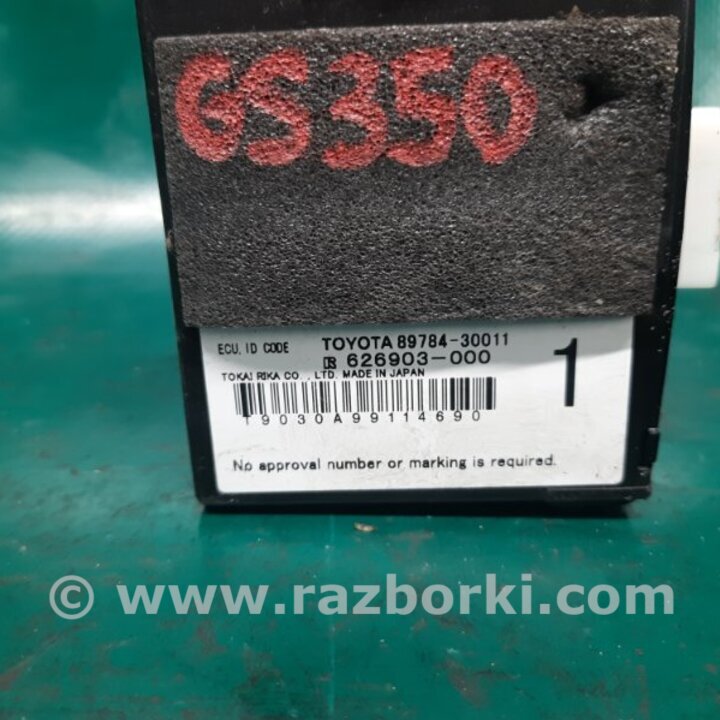 GS350
ECU, ID CODE TOYOTA 89784-30011
R 626903-000
TOKAI RIKA CO., LTD. MADE IN JAPAN
1
T9030A99114690
No approval number or marking is required.
© www.razborki.com